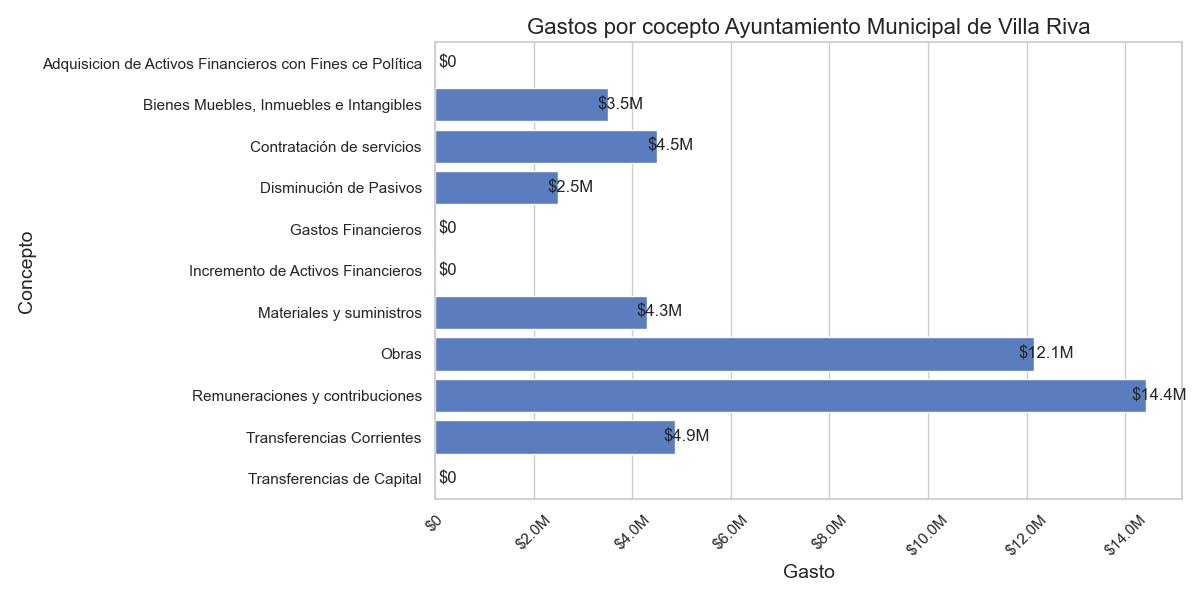 Gastos por cocepto Ayuntamiento Municipal de Villa Riva
Concepto
Adquisicion de Activos Financieros con Fines ce Política $0
Bienes Muebles, Inmuebles e Intangibles $3.5M
Contratación de servicios $4.5M
Disminución de Pasivos $2.5M
Gastos Financieros $0
Incremento de Activos Financieros $0
Materiales y suministros $4.3M
Obras $12.1M
Remuneraciones y contribuciones $14.4M
Transferencias Corrientes $4.9M
Transferencias de Capital $0
$0 $2.0M $4.0M $6.0M $8.0M $10.0M $12.0M $14.0M
Gasto